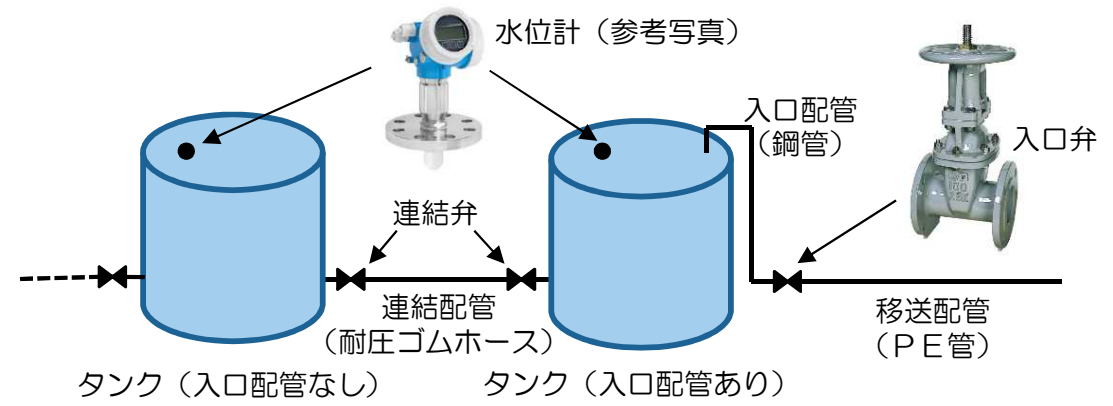 水位計（参考写真）
入口配管
（鋼管）
入口弁
連結弁
連結配管
（耐圧ゴムホース）
移送配管
（ＰＥ管）
タンク（入口配管なし）
タンク（入口配管あり）